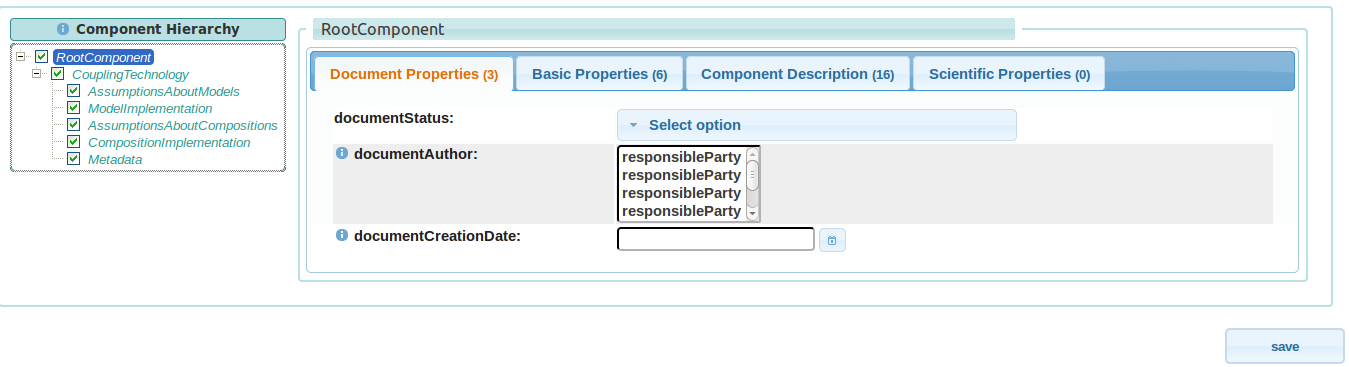 Component Hierarchy
RootComponent
CouplingTechnology
AssumptionsAboutModels
ModelImplementation
AssumptionsAboutCompositions
CompositionImplementation
Metadata
RootComponent
Document Properties (3) Basic Properties (6) Component Description (16) Scientific Properties (0)
documentStatus: Select option
documentAuthor: responsibleParty
responsibleParty
responsibleParty
responsibleParty
documentCreationDate:
save